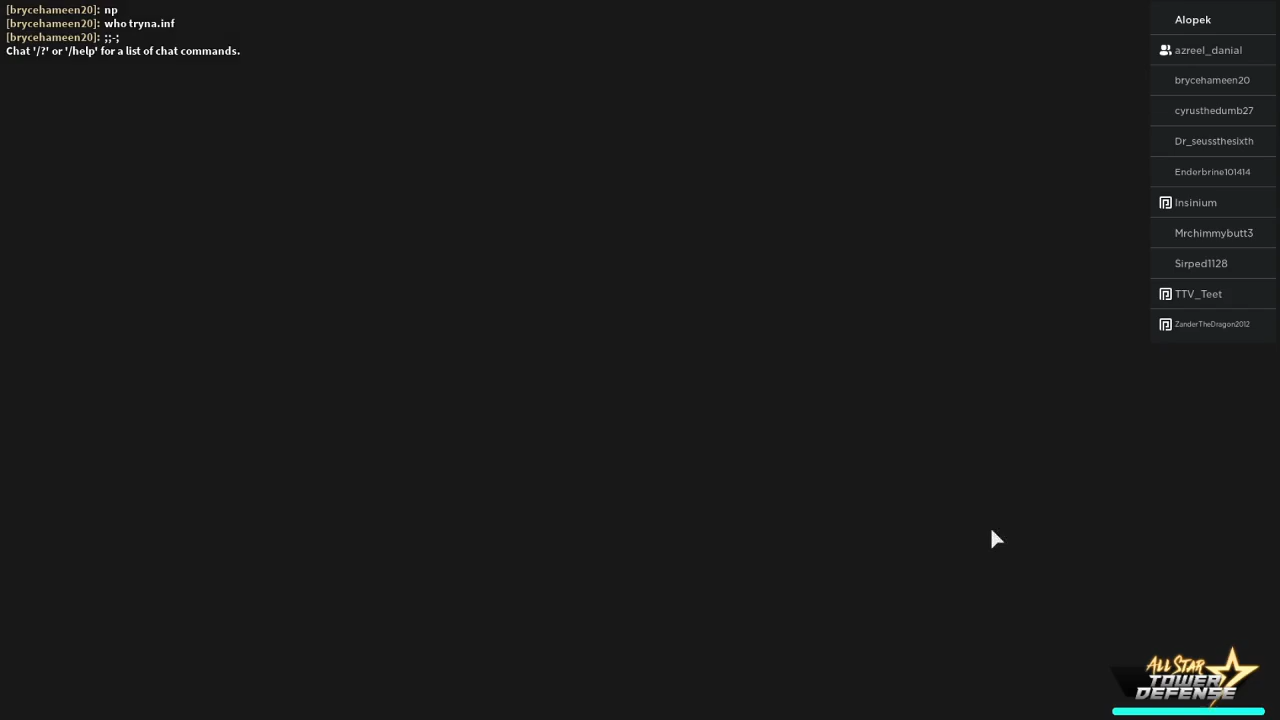 [brycehameen20]: np
[brycehameen20]: who tryna.inf
[brycehameen20]: ;;-;
Chat '/?' or '/help' for a list of chat commands.
Alopek
azreel_danial
brycehameen20
cyrusthedumb27
Dr_seussthesixth
Enderbrine101414
Insinium
Mrchimmybutt3
Sirped1128
TTV_Teet
ZanderTheDragon2012
ALL STAR
TOWER
DEFENSE